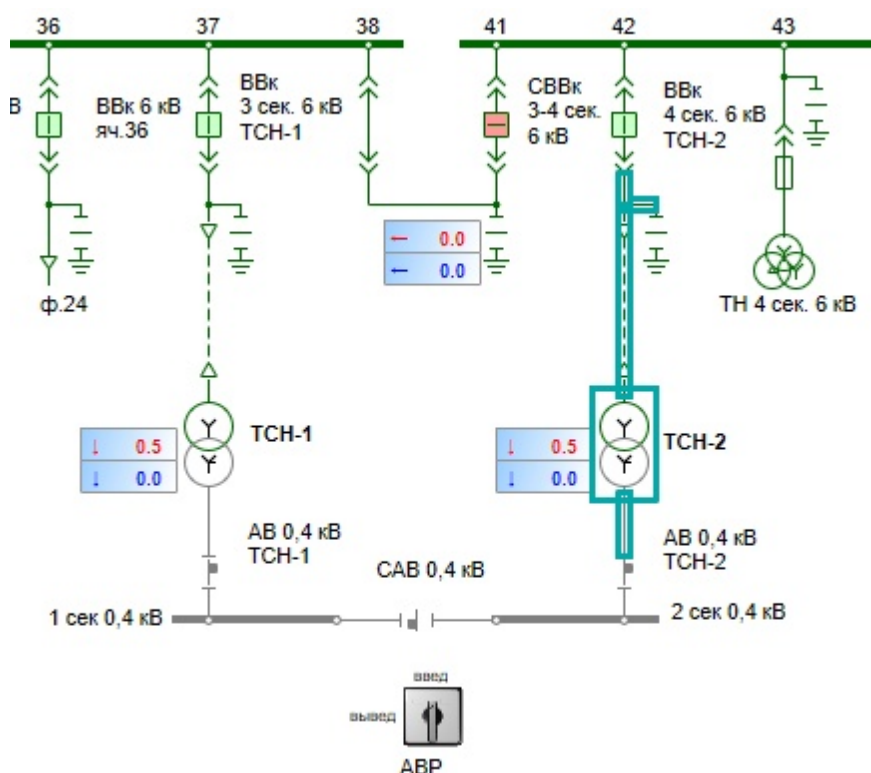 36 37 38 41 42 43
В
ВВк 6 кВ
яч.36
ВВк
3 сек. 6 кВ
ТСН-1
СВВк
3-4 сек.
6 кВ
ВВк
4 сек. 6 кВ
ТСН-2
← 0.0
← 0.0
ф.24
ТН 4 сек. 6 кВ
↓ 0.5
↓ 0.0
ТСН-1
↓ 0.5
↓ 0.0
ТСН-2
АВ 0,4 кВ
ТСН-1
САВ 0,4 кВ
АВ 0,4 кВ
ТСН-2
1 сек 0,4 кВ
2 сек 0,4 кВ
введ
вывед
АВР